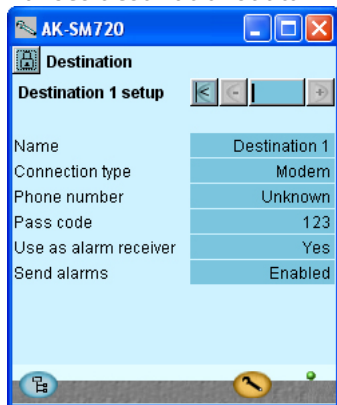 AK-SM720
Destination
Destination 1 setup
Name Destination 1
Connection type Modem
Phone number Unknown
Pass code 123
Use as alarm receiver Yes
Send alarms Enabled